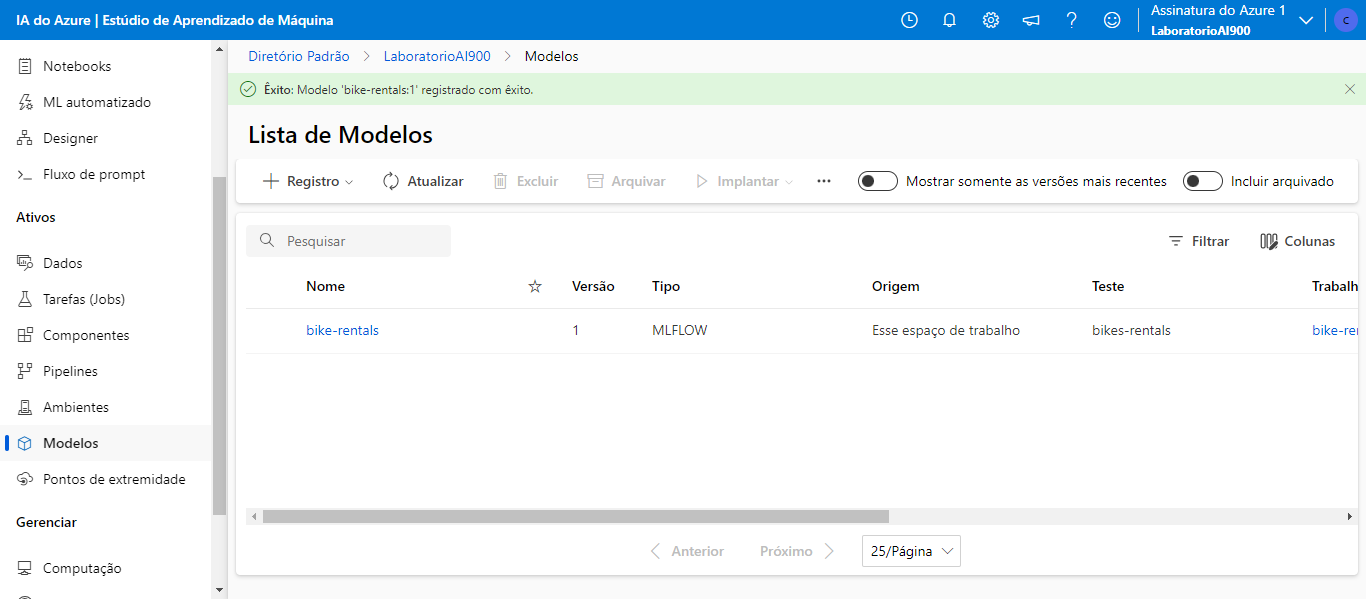 IA do Azure | Estúdio de Aprendizado de Máquina
Assinatura do Azure 1
LaboratorioAI900
C
Notebooks
ML automatizado
Designer
Fluxo de prompt
Ativos
Dados
Tarefas (Jobs)
Componentes
Pipelines
Ambientes
Modelos
Pontos de extremidade
Gerenciar
Computação
Diretório Padrão > LaboratorioAI900 > Modelos
Êxito: Modelo 'bike-rentals:1' registrado com êxito.
Lista de Modelos
Registro Atualizar Excluir Arquivar Implantar ... Mostrar somente as versões mais recentes Incluir arquivado
Pesquisar Filtrar Colunas
Nome Versão Tipo Origem Teste Trabalh
bike-rentals 1 MLFLOW Esse espaço de trabalho bikes-rentals bike-rer
Anterior Próximo 25/Página